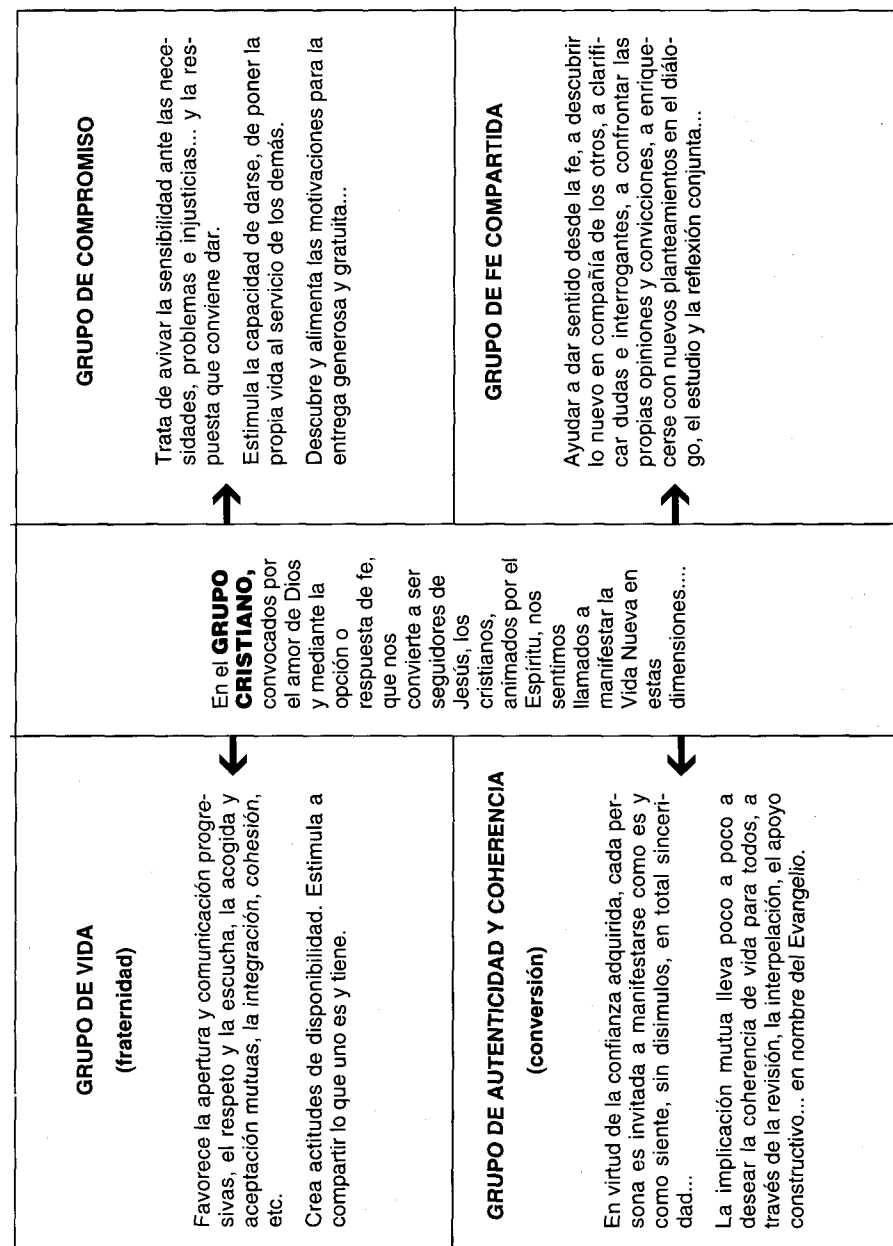 GRUPO DE VIDA
(fraternidad)
Favorece la apertura y comunicación progre-
sivas, el respeto y la escucha, la acogida y
aceptación mutuas, la integración, cohesión,
etc.
Crea actitudes de disponibilidad. Estimula a
compartir lo que uno es y tiene.
GRUPO DE AUTENTICIDAD Y COHERENCIA
(conversión)
En virtud de la confianza adquirida, cada per-
sona es invitada a manifestarse como es y
como siente, sin disimulos, en total sinceri-
dad...
La implicación mutua lleva poco a poco a
desear la coherencia de vida para todos, a
través de la revisión, la interpelación, el apoyo
constructivo... en nombre del Evangelio.
En el GRUPO
CRISTIANO,
convocados por
el amor de Dios
y mediante la
opción o
respuesta de fe,
que nos
convierte a ser
seguidores de
Jesús, los
cristianos,
animados por el
Espíritu, nos
sentimos
llamados a
manifestar la
Vida Nueva en
estas
dimensiones....
GRUPO DE COMPROMISO
Trata de avivar la sensibilidad ante las nece-
sidades, problemas e injusticias... y la res-
puesta que conviene dar.
Estimula la capacidad de darse, de poner la
propia vida al servicio de los demás.
Descubre y alimenta las motivaciones para la
entrega generosa y gratuita...
GRUPO DE FE COMPARTIDA
Ayudar a dar sentido desde la fe, a descubrir
lo nuevo en compañía de los otros, a clarifi-
car dudas e interrogantes, a confrontar las
propias opiniones y convicciones, a enrique-
cerse con nuevos planteamientos en el diálo-
go, el estudio y la reflexión conjunta...